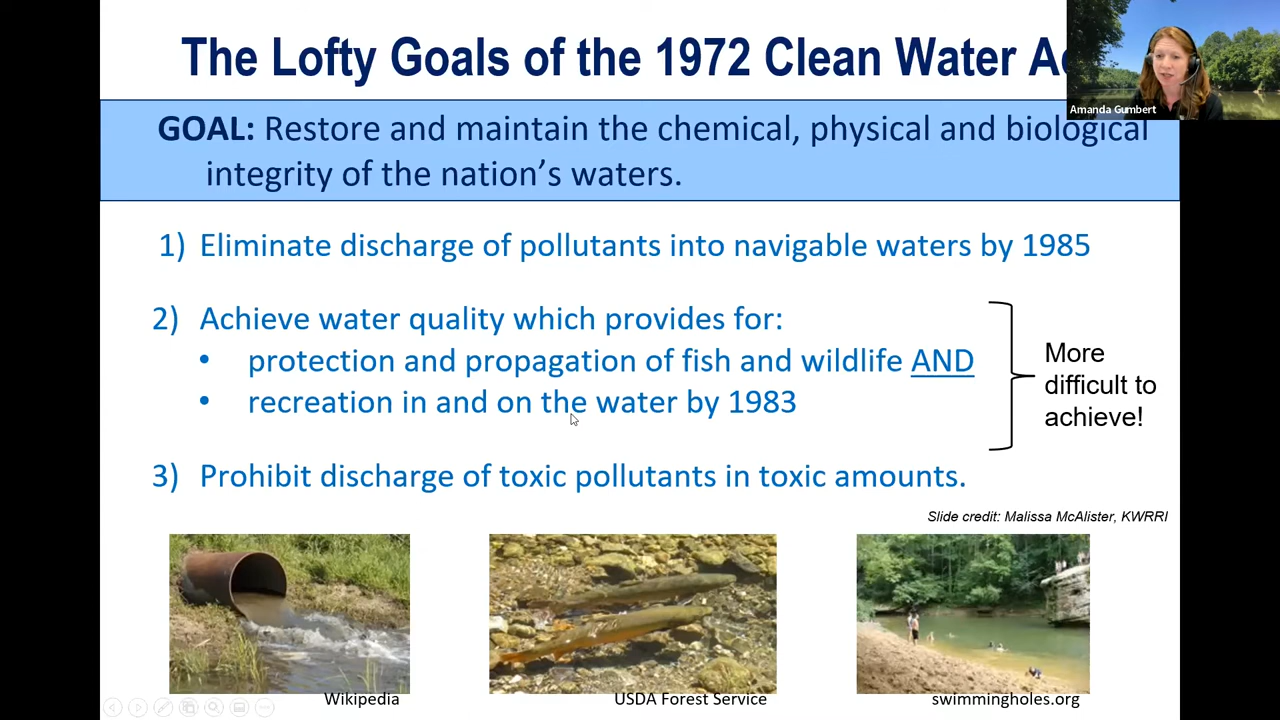 The Lofty Goals of the 1972 Clean Water
Amanda Gumbert
GOAL: Restore and maintain the chemical, physical and biological
integrity of the nation's waters.
1) Eliminate discharge of pollutants into navigable waters by 1985
2) Achieve water quality which provides for:
• protection and propagation of fish and wildlife AND
• recreation in and on the water by 1983
More
difficult to
achieve!
3) Prohibit discharge of toxic pollutants in toxic amounts.
Slide credit: Malissa McAlister, KWRRI
Wikipedia
USDA Forest Service
swimmingholes.org